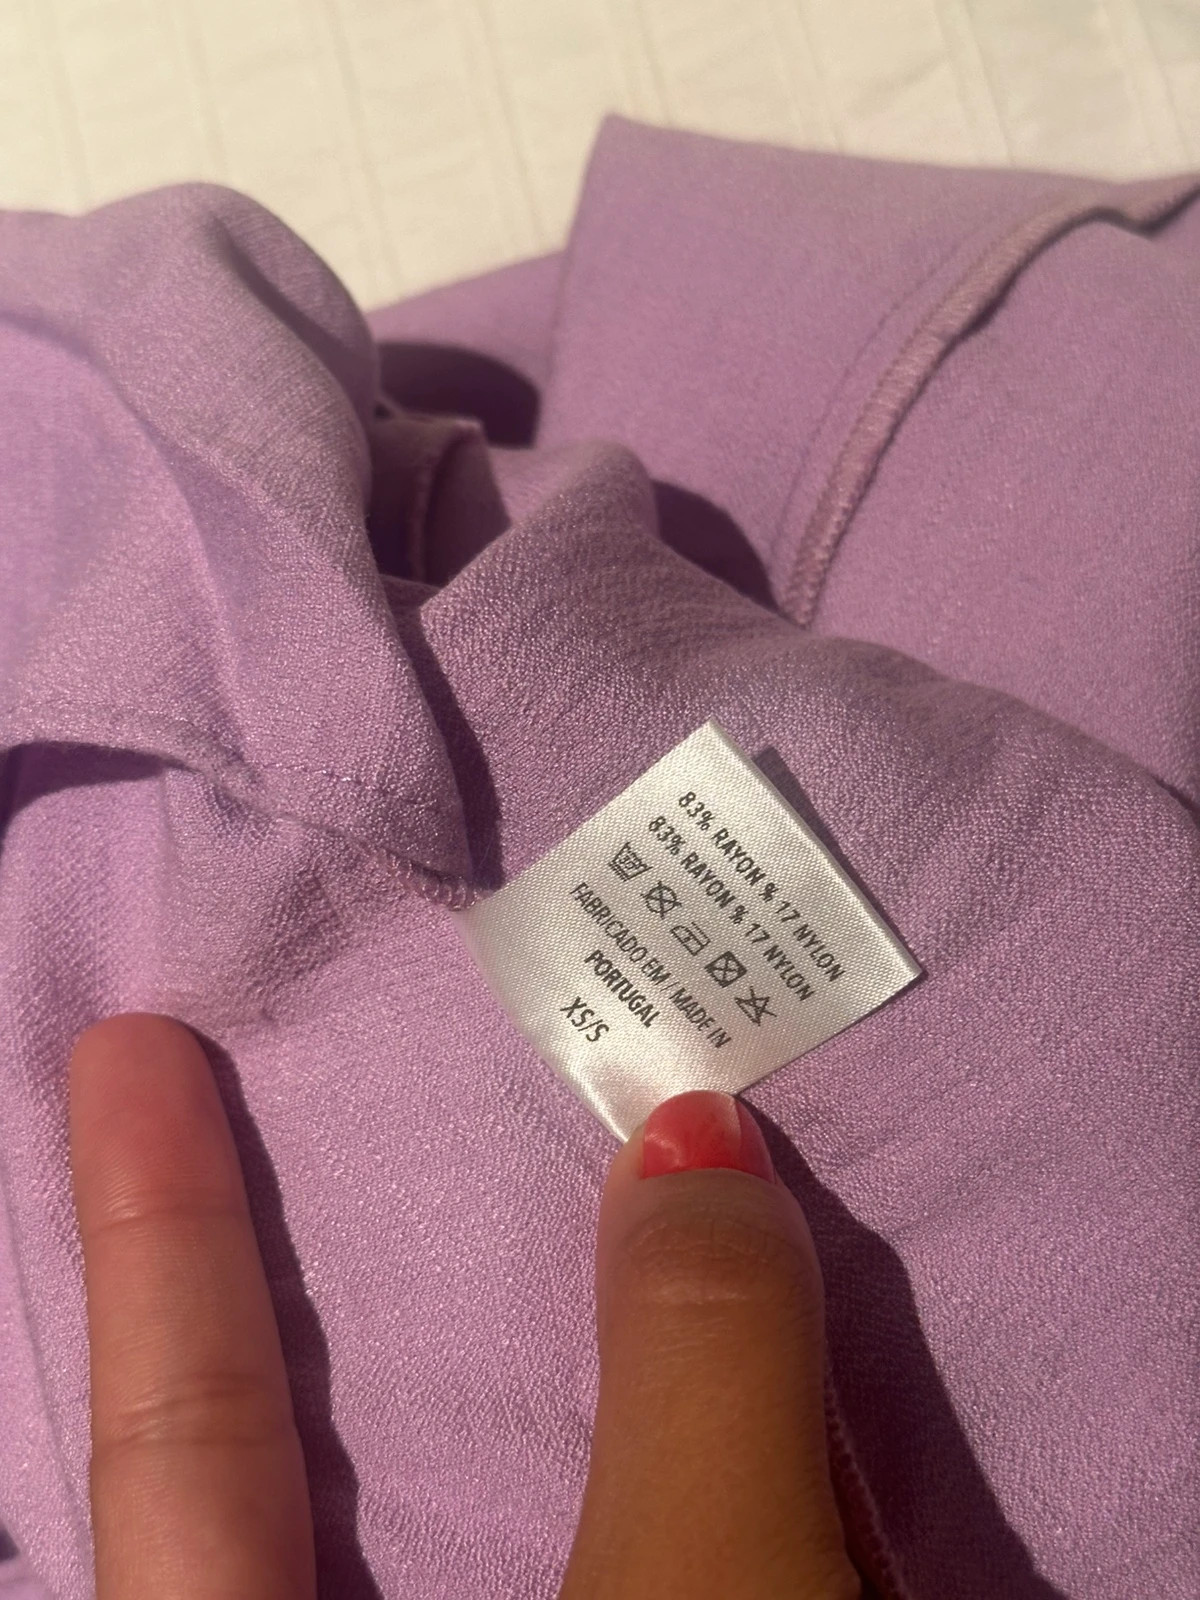 83% RAYON % 17 NYLON
83% RAYON % 17 NYLON
FABRICADO EM / MADE IN
PORTUGAL
XS/S